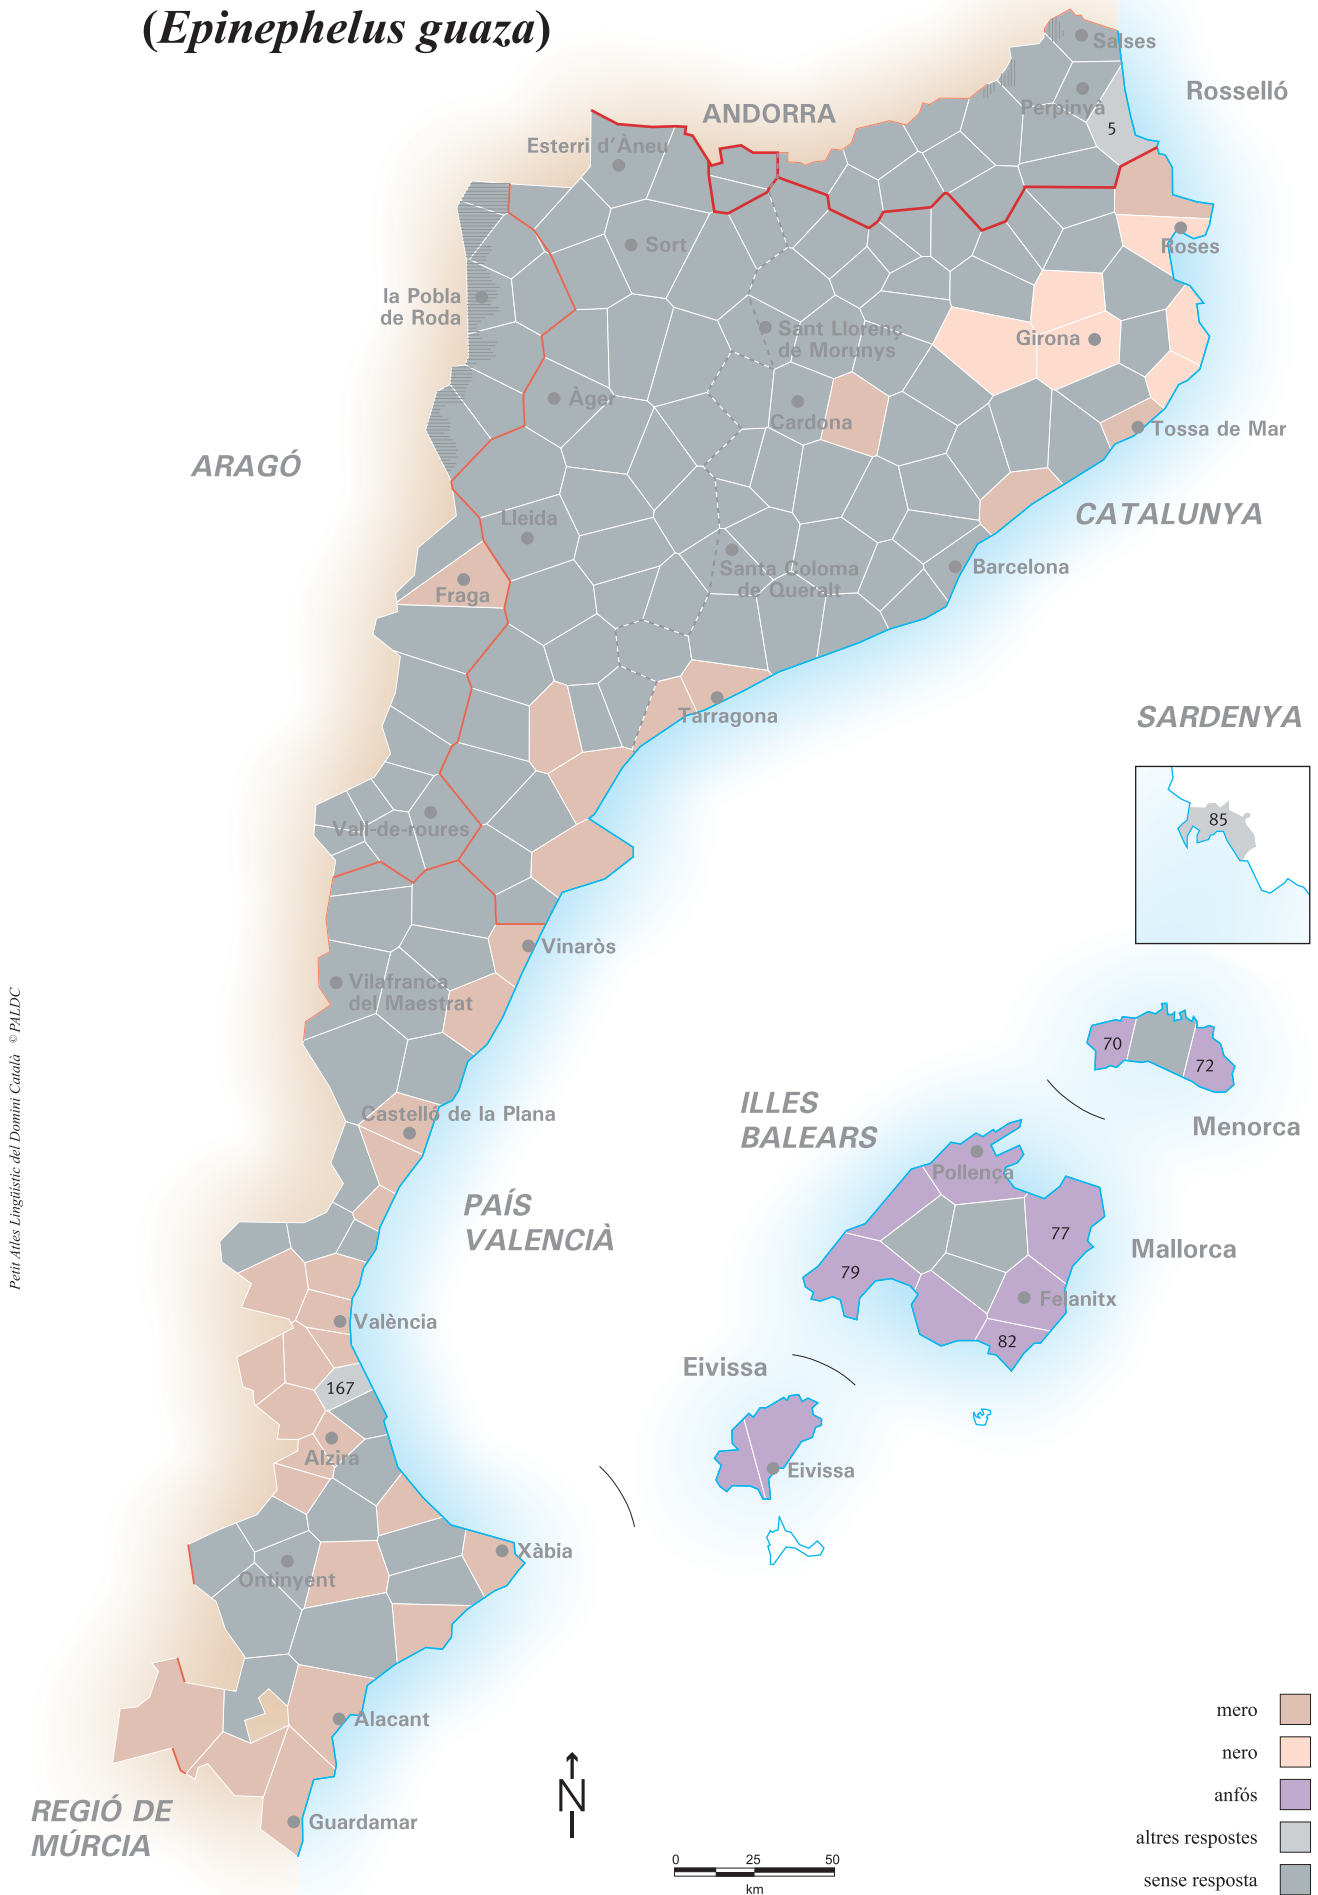 (Epinephelus guaza)
Salses
Rosselló
Perpinyà
5
ANDORRA
Esterri d'Àneu
Sort
Roses
la Pobla
de Roda
Sant Llorenç
de Morunys
Girona
Àger
Cardona
Tossa de Mar
ARAGÓ
CATALUNYA
Lleida
Santa Coloma
de Queralt
Barcelona
Fraga
Tarragona
SARDENYA
85
Vall-de-roures
Vinaròs
Vilafranca
del Maestrat
Petit Atles Lingüístic del Domini Català © PALDC
70
72
Menorca
ILLES
BALEARS
Castelló de la Plana
Pollença
PAÍS
VALENCIÀ
77
Mallorca
79
Felanitx
82
València
Eivissa
167
Alzira
Eivissa
Xàbia
Ontinyent
Alacant
Guardamar
REGIÓ DE
MÚRCIA
N
0 25 50
km
mero
nero
anfós
altres respostes
sense resposta